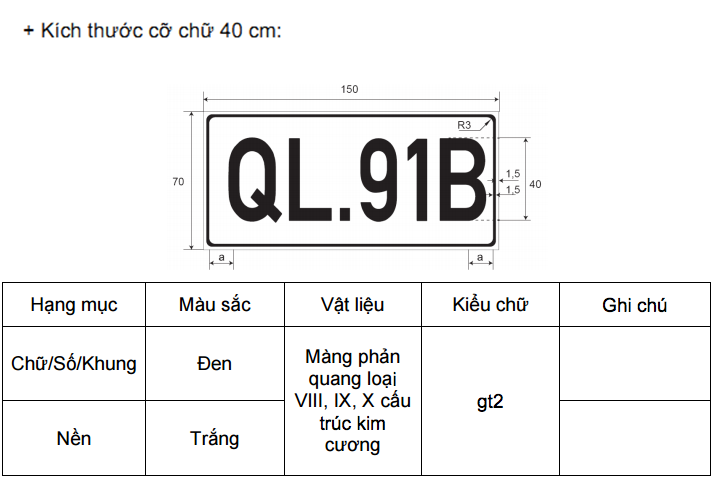 + Kích thước cỡ chữ 40 cm:
150
R3
70
QL.91B
1,5
1,5
40
a
a
Hạng mục
Màu sắc
Vật liệu
Kiểu chữ
Ghi chú
Chữ/Số/Khung
Đen
Màng phản
quang loại
VIII, IX, X cấu
trúc kim
cương
gt2
Nền
Trắng